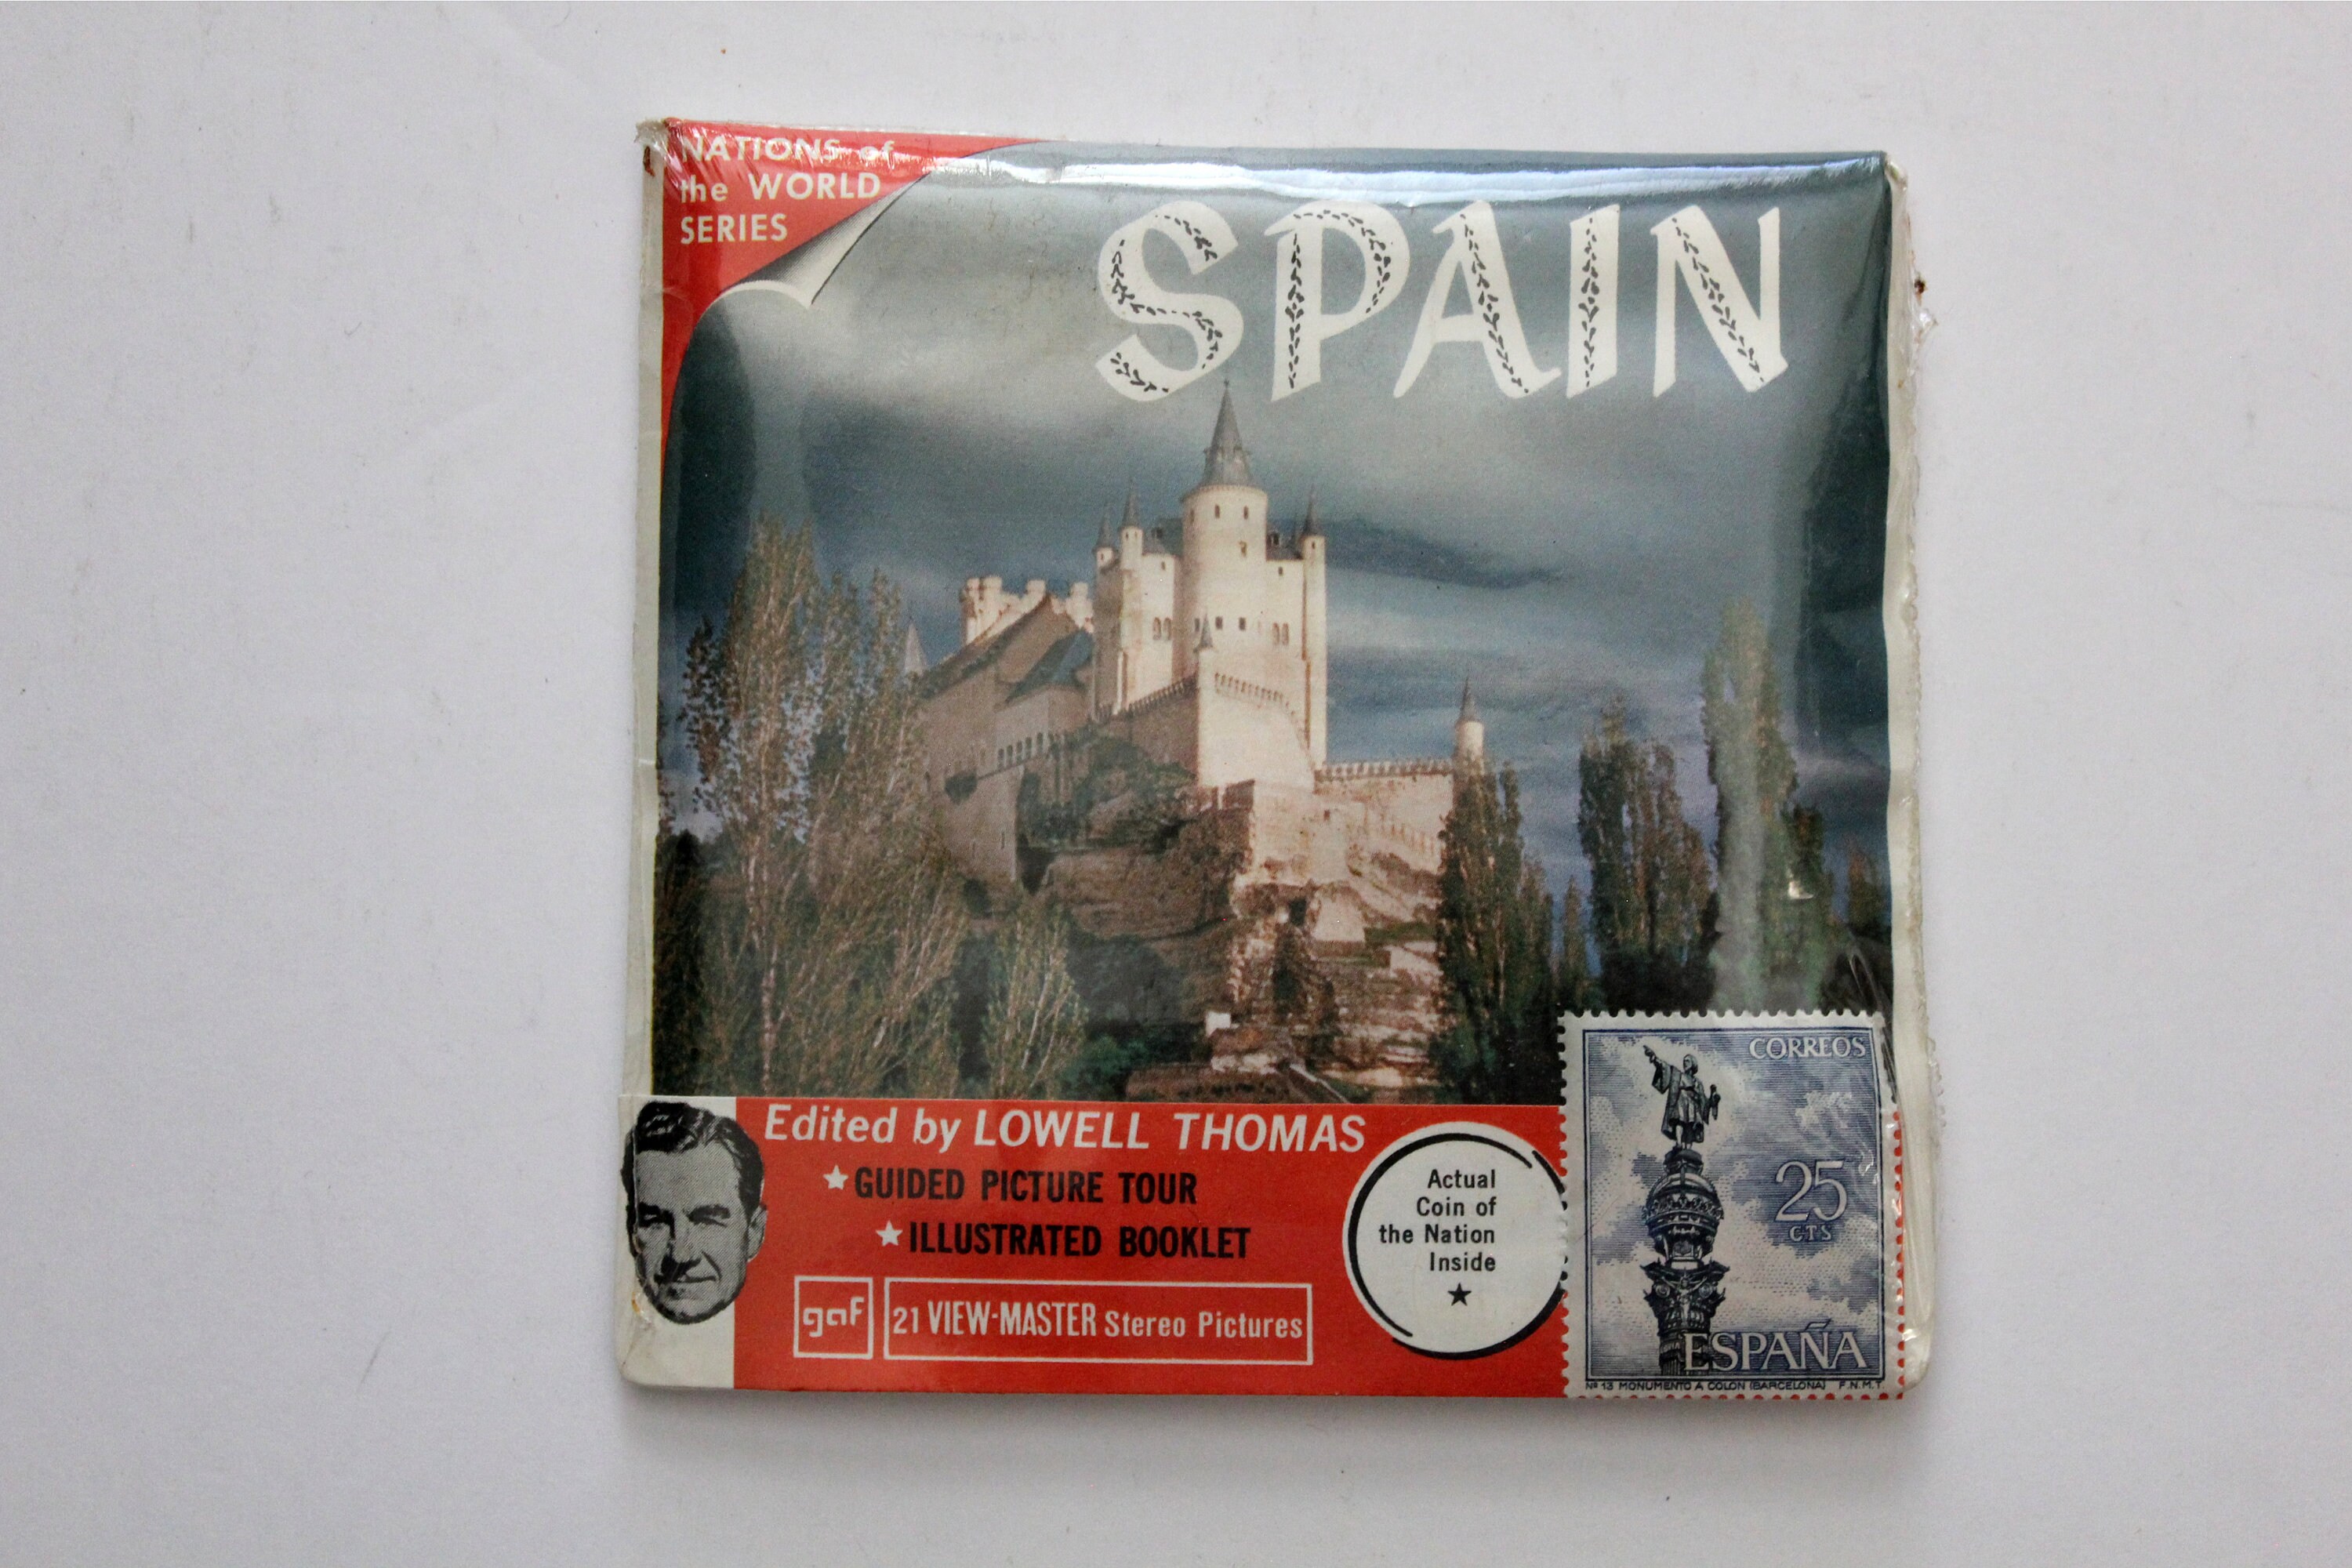 NATIONS of
the WORLD
SERIES
SPAIN
Edited by LOWELL THOMAS
★GUIDED PICTURE TOUR
★ILLUSTRATED BOOKLET
gaf
21 VIEW-MASTER Stereo Pictures
Actual
Coin of
the Nation
Inside
★
CORREOS
25
CTS
ESPAÑA
Nº 13 MONUMENTO A COLON (BARCELONA) F.N.M.T.